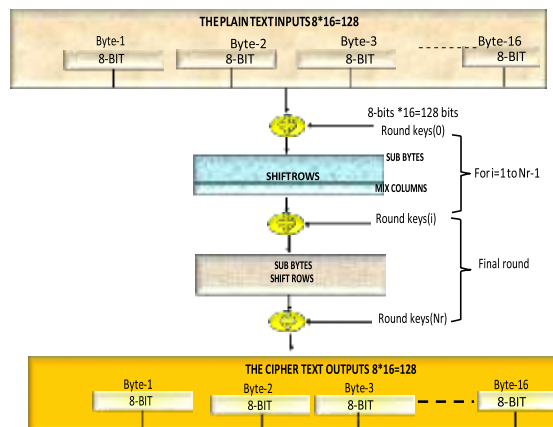 THE PLAIN TEXT INPUTS 8*16=128
Byte-1 Byte-2 Byte-3 Byte-16
8-BIT 8-BIT 8-BIT 8-BIT
8-bits *16=128 bits
Round keys(0)
SUB BYTES
SHIFT ROWS
MIX COLUMNS
For i=1 to Nr-1
Round keys(i)
SUB BYTES
SHIFT ROWS
Final round
Round keys(Nr)
THE CIPHER TEXT OUTPUTS 8*16=128
Byte-1 Byte-2 Byte-3 Byte-16
8-BIT 8-BIT 8-BIT 8-BIT